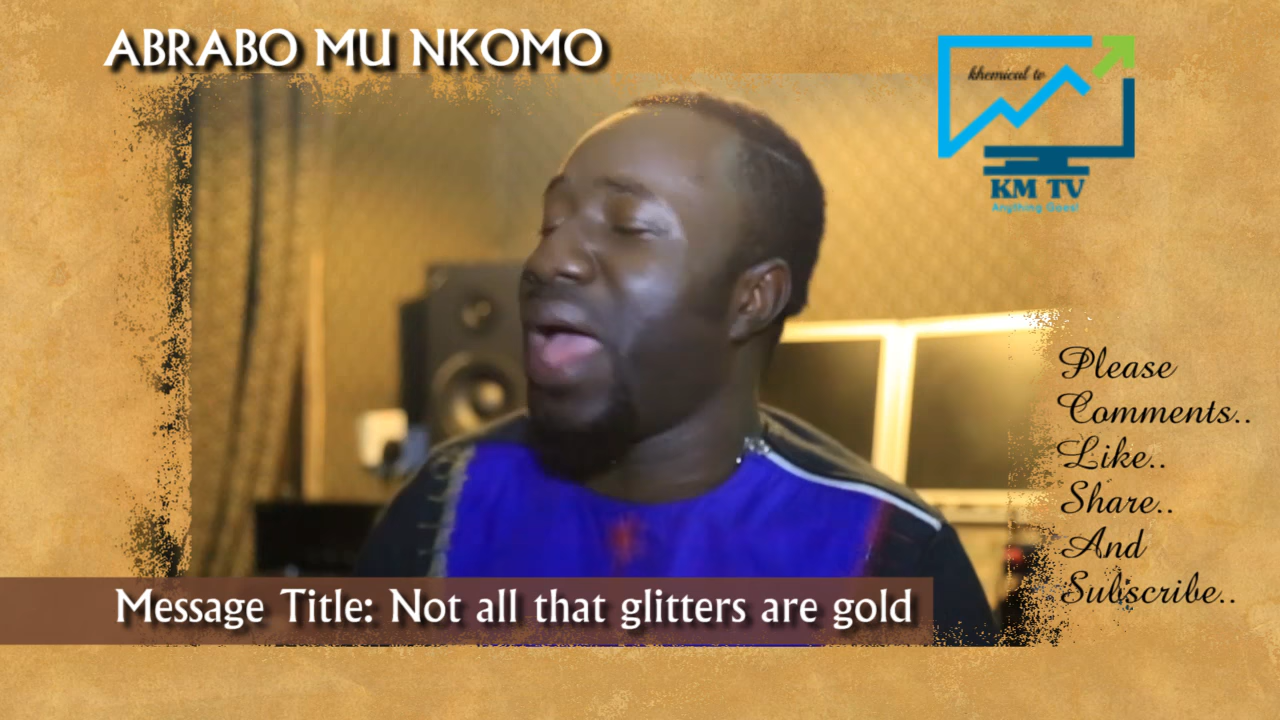 ABRABO MU NKOMO
khemical tv
KM TV
Anything Goes!
Please
Comments..
Like..
Share..
And
Subscribe..
Message Title: Not all that glitters are gold